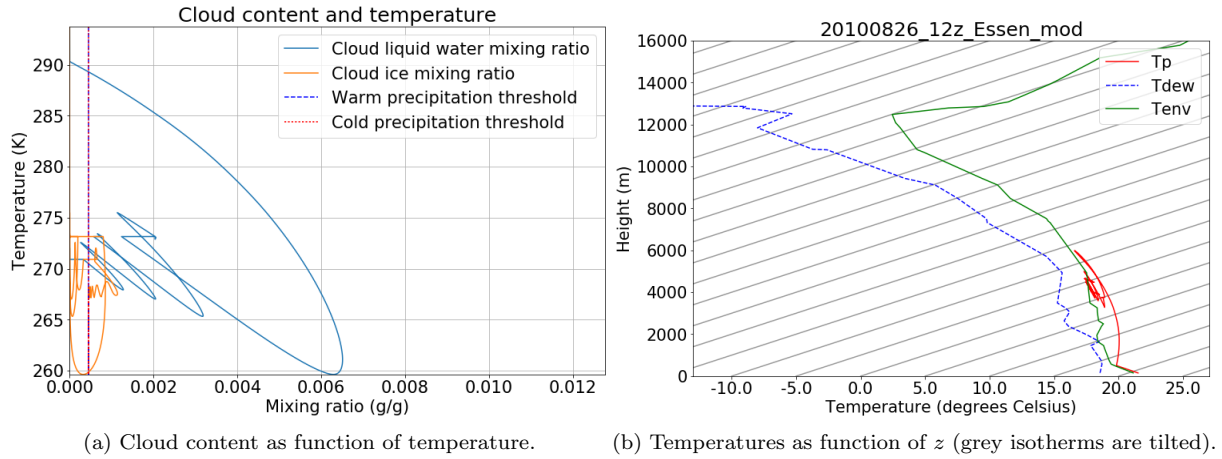 Cloud content and temperature
Cloud liquid water mixing ratio
Cloud ice mixing ratio
Warm precipitation threshold
Cold precipitation threshold
Temperature (K)
290
285
280
275
270
265
260
0.000 0.002 0.004 0.006 0.008 0.010 0.012
Mixing ratio (g/g)
(a) Cloud content as function of temperature.
20100826_12z_Essen_mod
Tp
Tdew
Tenv
Height (m)
16000
14000
12000
10000
8000
6000
4000
2000
0
-10.0 -5.0 0.0 5.0 10.0 15.0 20.0 25.0
Temperature (degrees Celsius)
(b) Temperatures as function of z (grey isotherms are tilted).